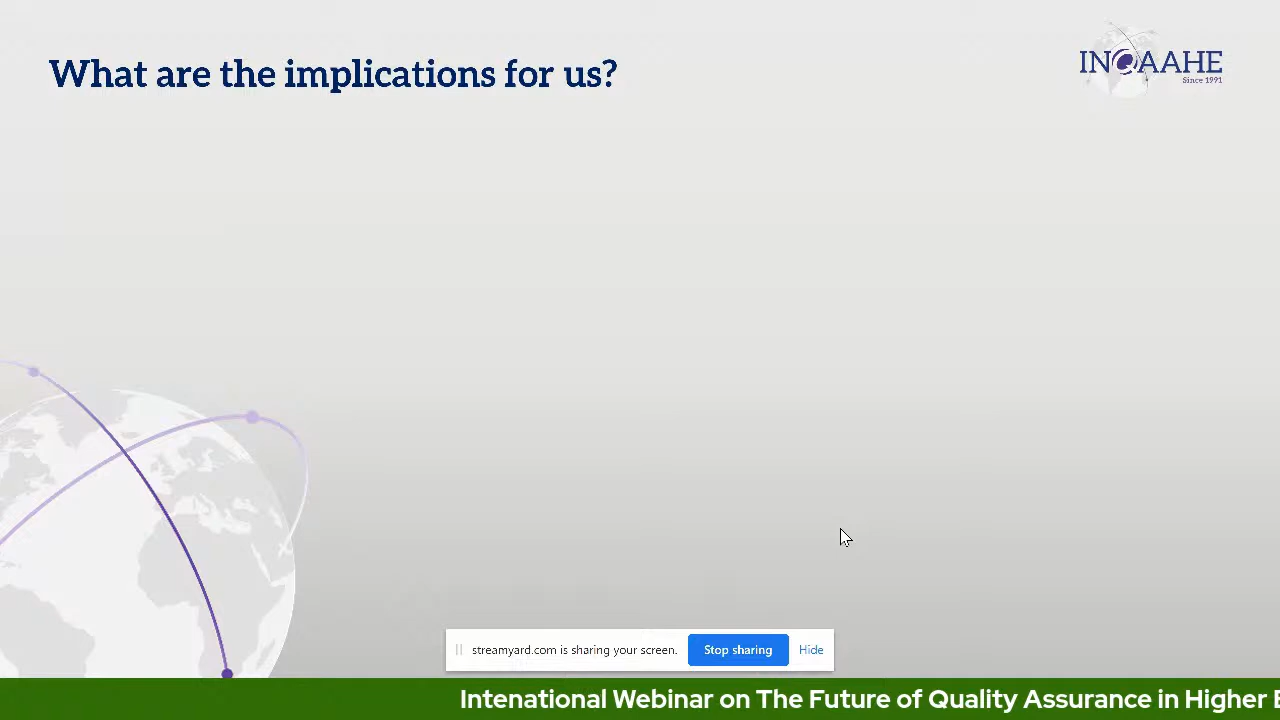 What are the implications for us?
INQAAHE
Since 1991
streamyard.com is sharing your screen.
Stop sharing
Hide
Intenational Webinar on The Future of Quality Assurance in Higher